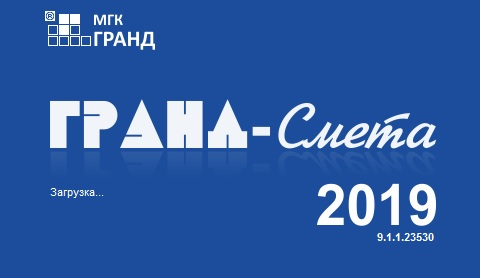 МГК
ГРАНД
ГРАНД-Смета
Загрузка...
2019
9.1.1.23530